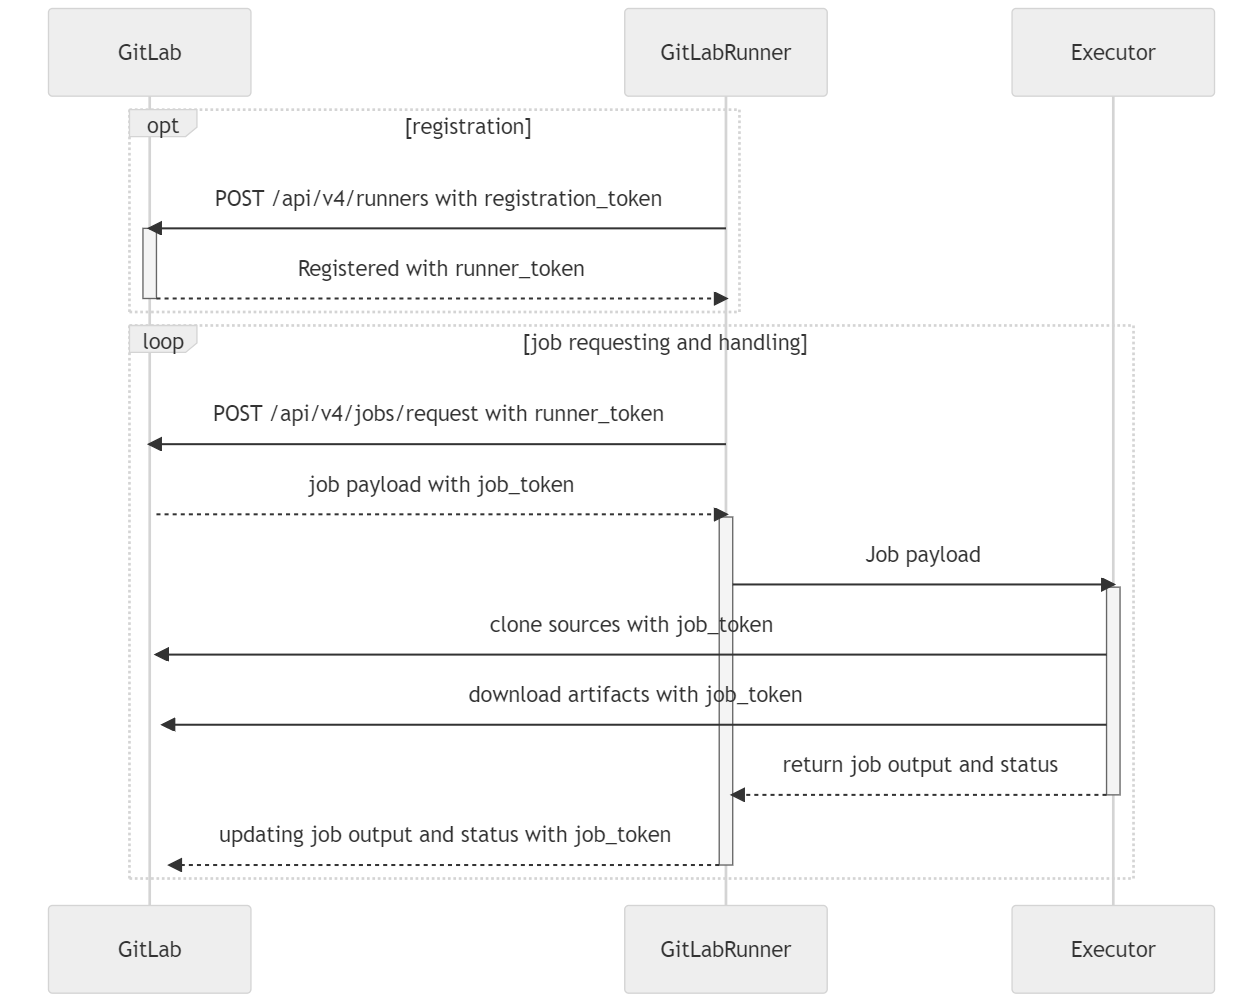 GitLab
GitLabRunner
Executor
opt
[registration]
POST /api/v4/runners with registration_token
Registered with runner_token
loop
[job requesting and handling]
POST /api/v4/jobs/request with runner_token
job payload with job_token
Job payload
clone sources with job_token
download artifacts with job_token
return job output and status
updating job output and status with job_token
GitLab
GitLabRunner
Executor